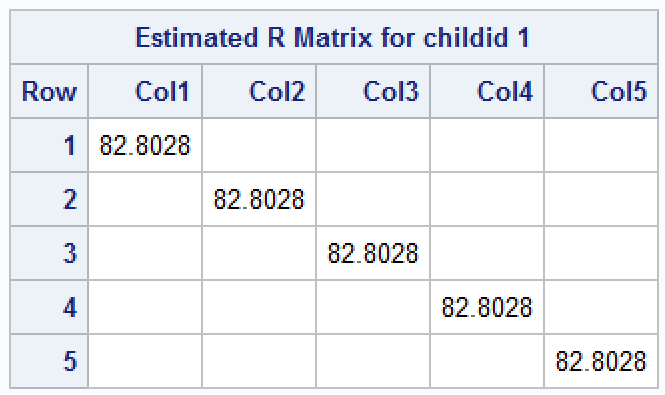 Estimated R Matrix for childid 1
Row Col1 Col2 Col3 Col4 Col5
1 82.8028
2 82.8028
3 82.8028
4 82.8028
5 82.8028